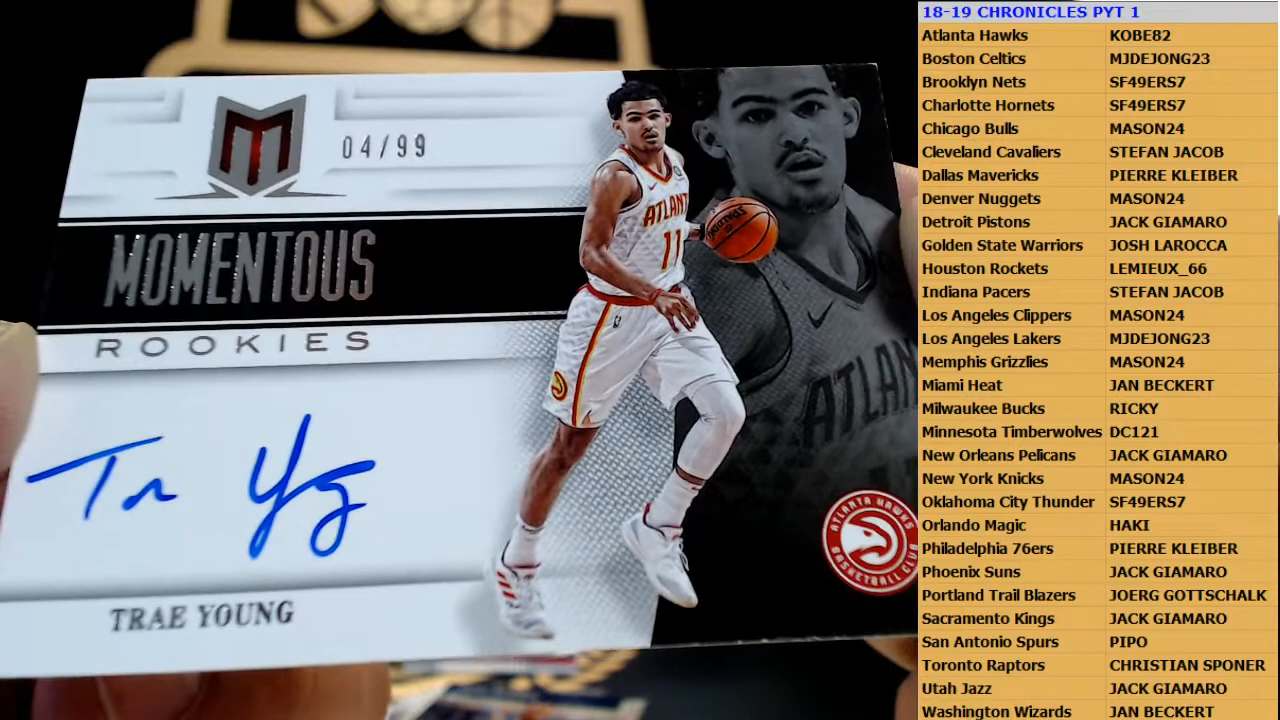 04/99
MOMENTOUS
ROOKIES
Tr Yg
TRAE YOUNG
ATLANT
11
SPALDING
ATLAN
ATLANTA HAWKS
BASKETBALL CLUB
18-19 CHRONICLES PYT 1
Atlanta Hawks KOBE82
Boston Celtics MJDEJONG23
Brooklyn Nets SF49ERS7
Charlotte Hornets SF49ERS7
Chicago Bulls MASON24
Cleveland Cavaliers STEFAN JACOB
Dallas Mavericks PIERRE KLEIBER
Denver Nuggets MASON24
Detroit Pistons JACK GIAMARO
Golden State Warriors JOSH LAROCCA
Houston Rockets LEMIEUX_66
Indiana Pacers STEFAN JACOB
Los Angeles Clippers MASON24
Los Angeles Lakers MJDEJONG23
Memphis Grizzlies MASON24
Miami Heat JAN BECKERT
Milwaukee Bucks RICKY
Minnesota Timberwolves DC121
New Orleans Pelicans JACK GIAMARO
New York Knicks MASON24
Oklahoma City Thunder SF49ERS7
Orlando Magic HAKI
Philadelphia 76ers PIERRE KLEIBER
Phoenix Suns JACK GIAMARO
Portland Trail Blazers JOERG GOTTSCHALK
Sacramento Kings JACK GIAMARO
San Antonio Spurs PIPO
Toronto Raptors CHRISTIAN SPONER
Utah Jazz JACK GIAMARO
Washington Wizards JAN BECKERT